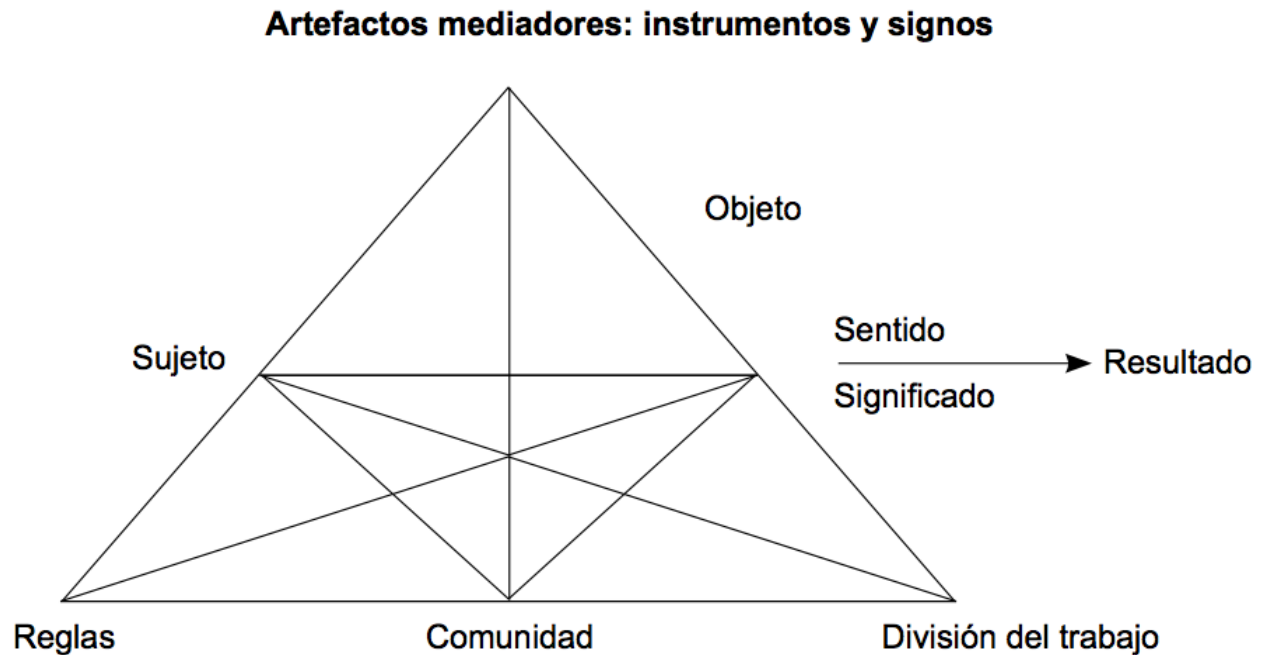 Artefactos mediadores: instrumentos y signos
Objeto
Sujeto
Sentido
Resultado
Significado
Reglas
Comunidad
División del trabajo